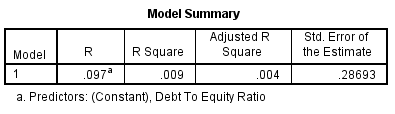 Model Summary
Model R R Square Adjusted R Square Std. Error of the Estimate
1 .097a .009 .004 .28693
a. Predictors: (Constant), Debt To Equity Ratio